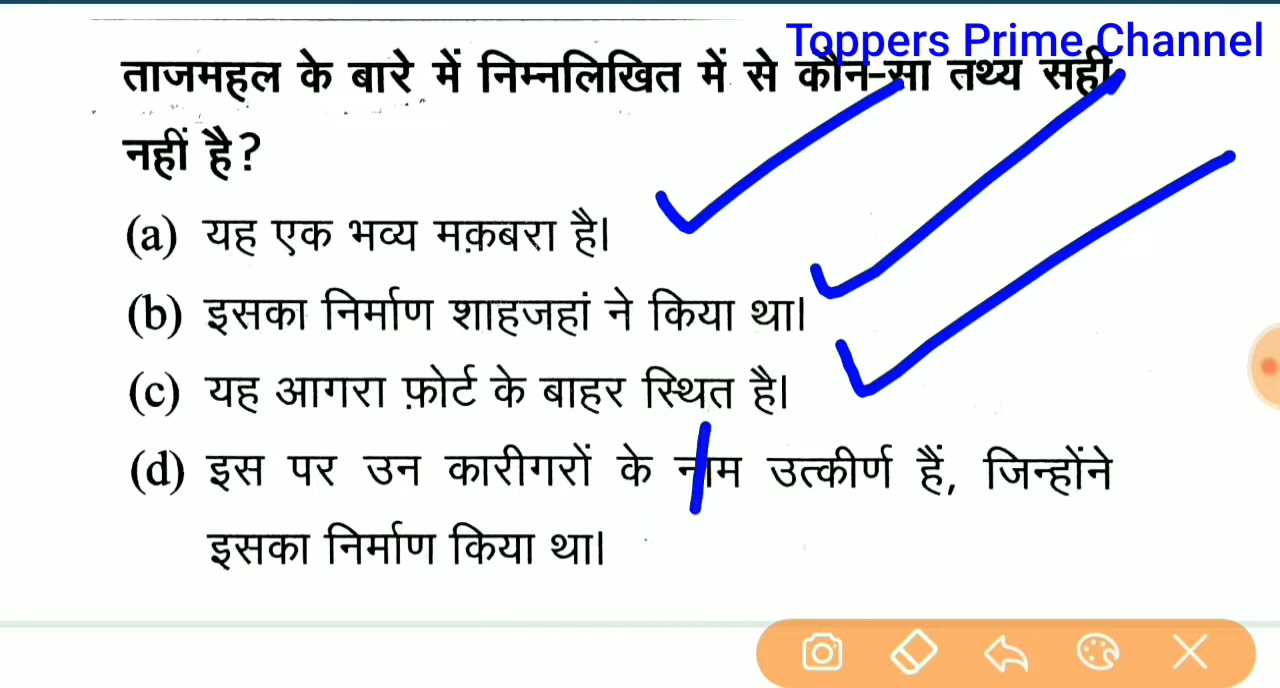 Toppers Prime Channel
ताजमहल के बारे में निम्नलिखित में से कौन-सा तथ्य सही
नहीं है?
(a) यह एक भव्य मक़बरा है।
(b) इसका निर्माण शाहजहां ने किया था।
(c) यह आगरा फ़ोर्ट के बाहर स्थित है।
(d) इस पर उन कारीगरों के नाम उत्कीर्ण हैं, जिन्होंने
इसका निर्माण किया था।